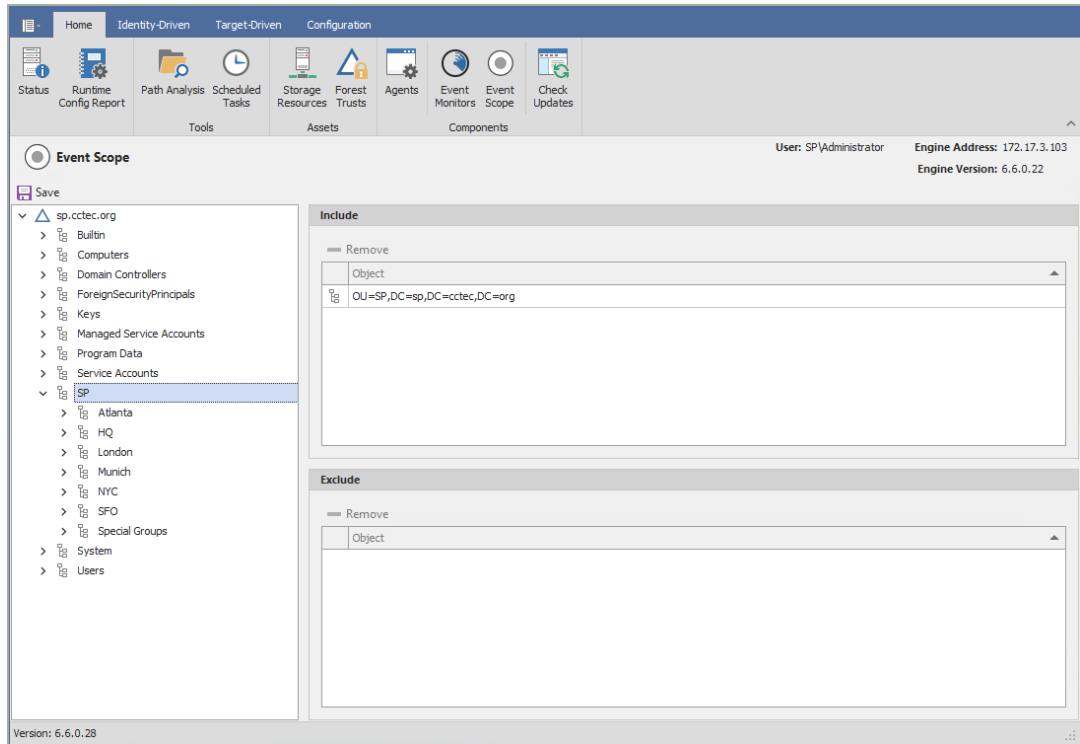 Home Identity-Driven Target-Driven Configuration
Status Runtime Config Report Path Analysis Scheduled Tasks Storage Resources Forest Trusts Agents Event Monitors Event Scope Check Updates
Tools Assets Components
Event Scope
User: SP\Administrator Engine Address: 172.17.3.103
Engine Version: 6.6.0.22
Save
sp.cctec.org
Builtin
Computers
Domain Controllers
ForeignSecurityPrincipals
Keys
Managed Service Accounts
Program Data
Service Accounts
SP
Atlanta
HQ
London
Munich
NYC
SFO
Special Groups
System
Users
Include
Remove
Object
OU=SP,DC=sp,DC=cctec,DC=org
Exclude
Remove
Object
Version: 6.6.0.28